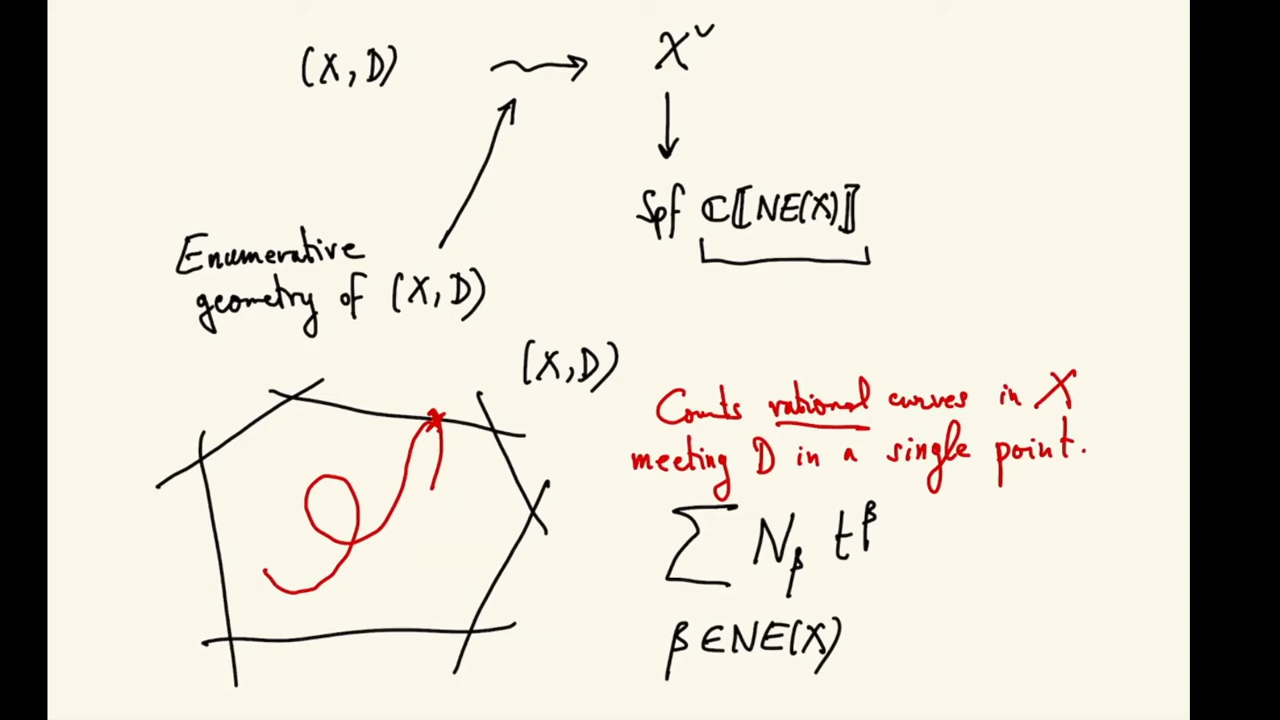 (X, D) ⇝ 𝒳^∨
↓
Spf ℂ⟦NE(X)⟧
Enumerative
geometry of (X, D)
(X, D)
Counts rational curves in X
meeting D in a single point.
∑ N_β t^β
β ∈ NE(X)